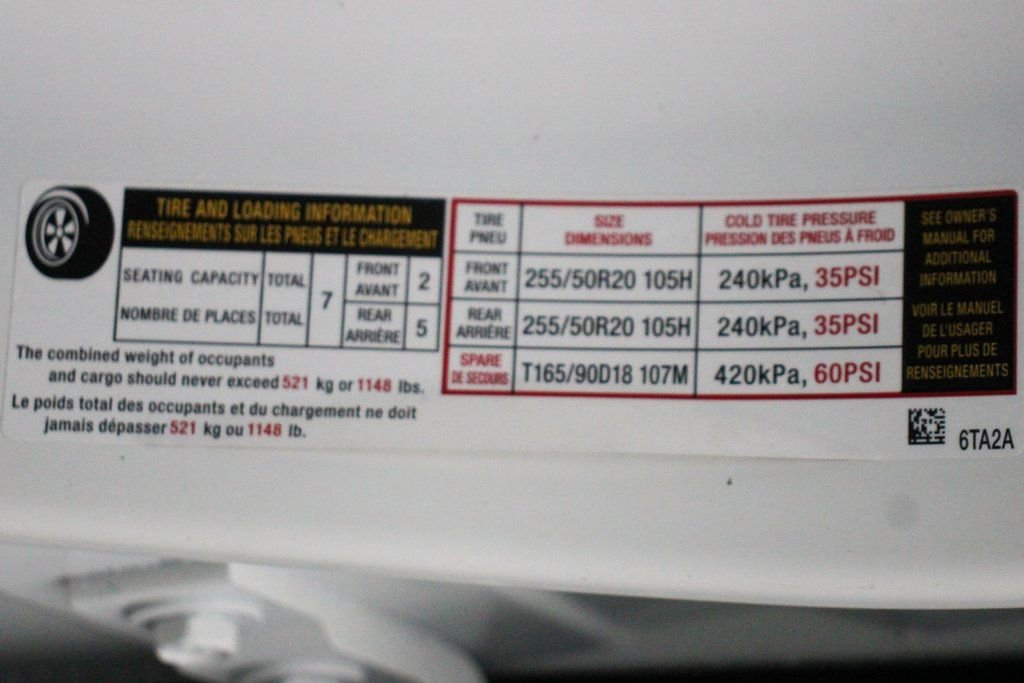 TIRE AND LOADING INFORMATION
RENSEIGNEMENTS SUR LES PNEUS ET LE CHARGEMENT
SEATING CAPACITY TOTAL
NOMBRE DE PLACES TOTAL
7
FRONT
AVANT
2
REAR
ARRIÈRE
5
The combined weight of occupants
and cargo should never exceed 521 kg or 1148 lbs.
Le poids total des occupants et du chargement ne doit
jamais dépasser 521 kg ou 1148 lb.
TIRE
PNEU
SIZE
DIMENSIONS
COLD TIRE PRESSURE
PRESSION DES PNEUS À FROID
FRONT
AVANT
255/50R20 105H
240kPa, 35PSI
REAR
ARRIÈRE
255/50R20 105H
240kPa, 35PSI
SPARE
DE SECOURS
T165/90D18 107M
420kPa, 60PSI
SEE OWNER'S
MANUAL FOR
ADDITIONAL
INFORMATION
VOIR LE MANUEL
DE L'USAGER
POUR PLUS DE
RENSEIGNEMENTS
6TA2A